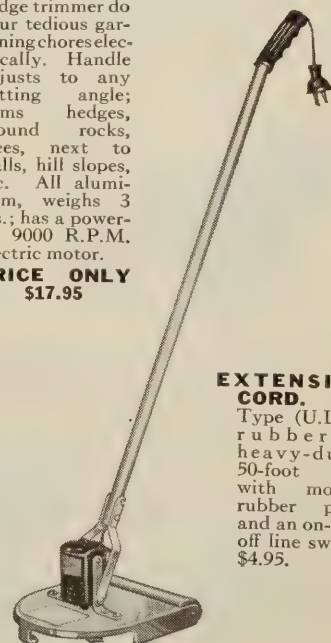 dge trimmer do
ur tedious gar-
ning chores elec-
cally. Handle
justs to any
tting angle;
ms hedges,
ound rocks,
ees, next to
alls, hill slopes,
c. All alumi-
m, weighs 3
s.; has a power-
9000 R.P.M.
ctric motor.
RICE ONLY
$17.95
EXTENSI
CORD.
Type (U.L
rubber
heavy-du
50-foot
with mo
rubber p
and an on-
off line sw
$4.95.